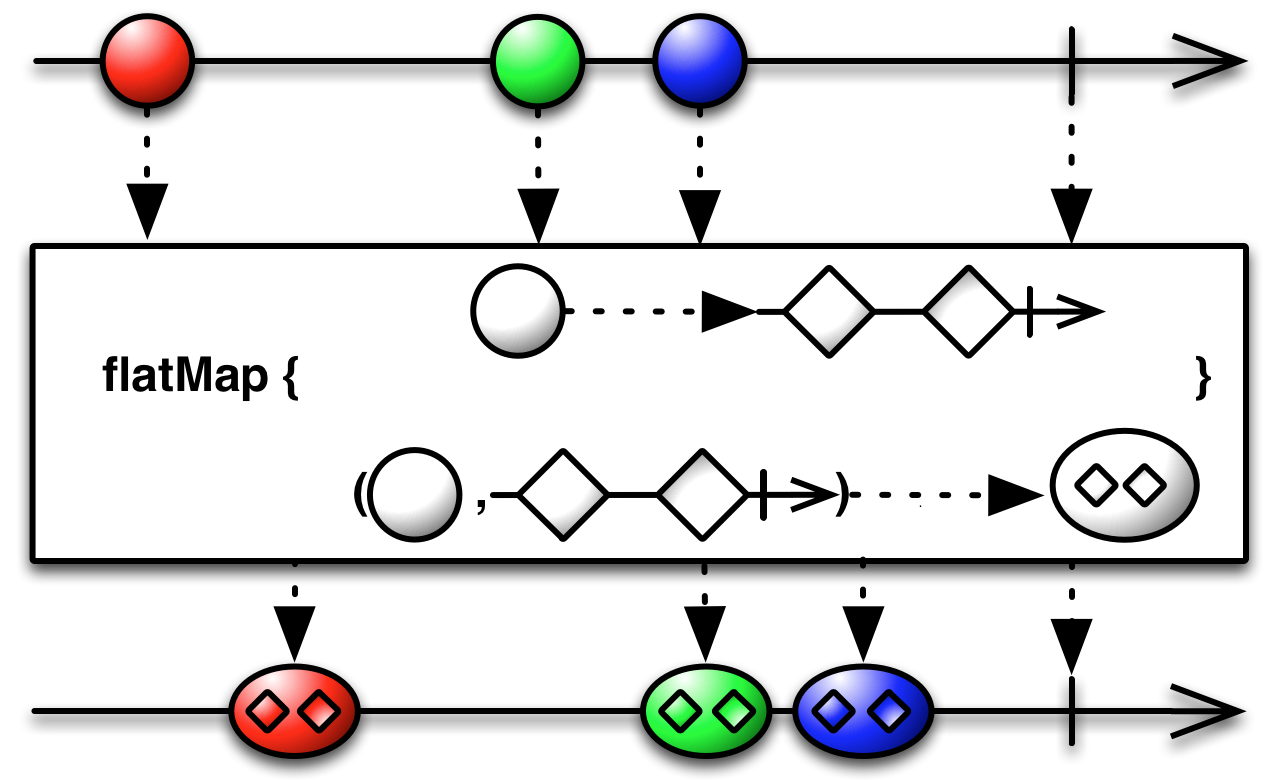 flatMap { }
( , )